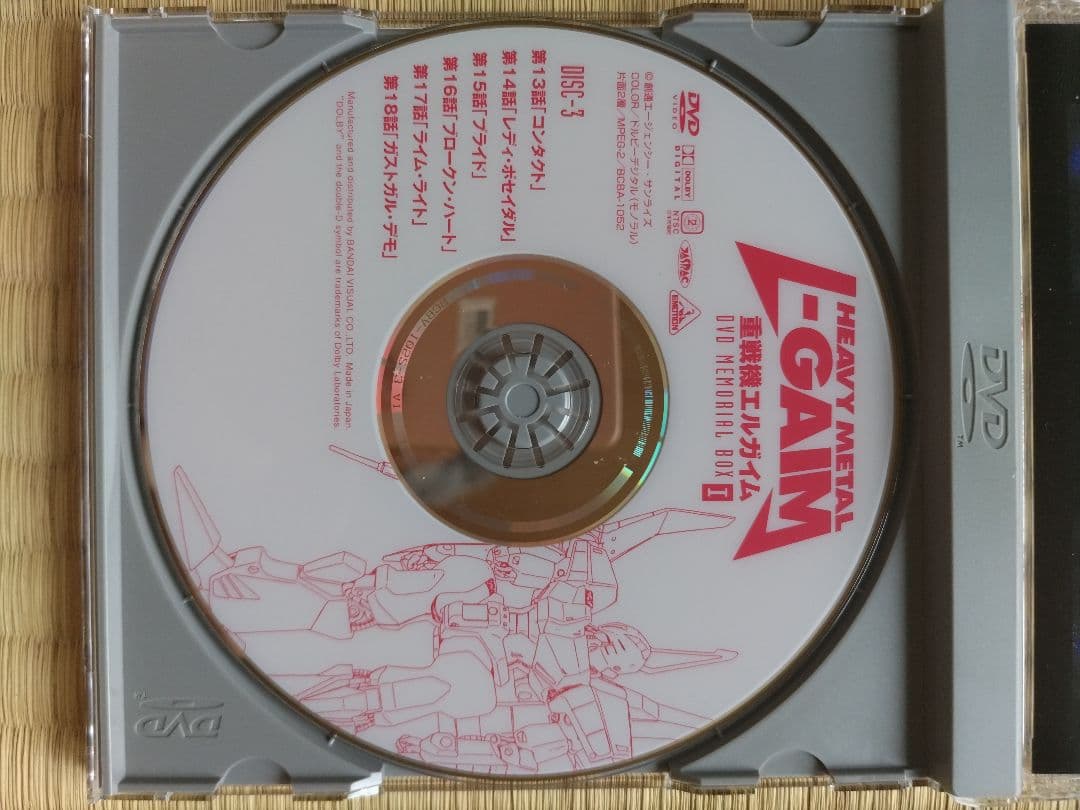 HEAVY METAL
L-GAIM
重戦機エルガイム
DVD MEMORIAL BOX I
DVD
VIDEO
DOLBY
DIGITAL
NTSC
2
EMOTION
©創通エージェンシー・サンライズ
COLOR/ドルビーデジタル(モノラル)
片面2層/MPEG-2/BCBA-1052
DISC-3
第13話「コンタクト」
第14話「レディ・ポセイダル」
第15話「プライド」
第16話「ブロークン・ハート」
第17話「ライム・ライト」
第18話「ガストガル・デモ」
Manufactured and distributed by BANDAI VISUAL CO.,LTD. Made in Japan.
"DOLBY" and the double-D symbol are trademarks of Dolby Laboratories.
DVD
TM
DVD